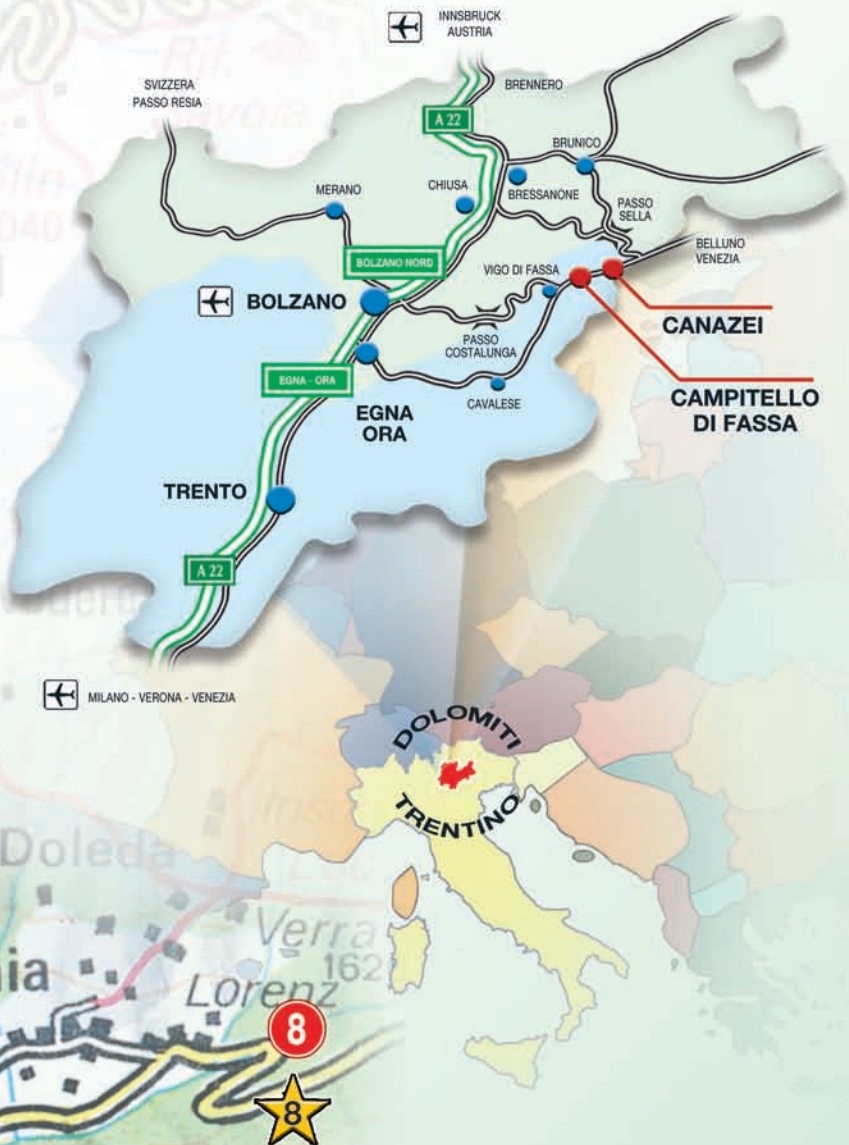 INNSBRUCK
AUSTRIA
SVIZZERA
PASSO RESIA
BRENNERO
A 22
BRUNICO
MERANO
CHIUSA
BRESSANONE
PASSO
SELLA
BELLUNO
VENEZIA
BOLZANO NORD
VIGO DI FASSA
BOLZANO
CANAZEI
PASSO
COSTALUNGA
EGNA - ORA
CAVALESE
CAMPITELLO
DI FASSA
EGNA
ORA
TRENTO
A 22
MILANO - VERONA - VENEZIA
DOLOMITI
TRENTINO
Doleda
Verra
162
Lorenz
8
8